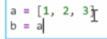 a = [1, 2, 3]
b = a